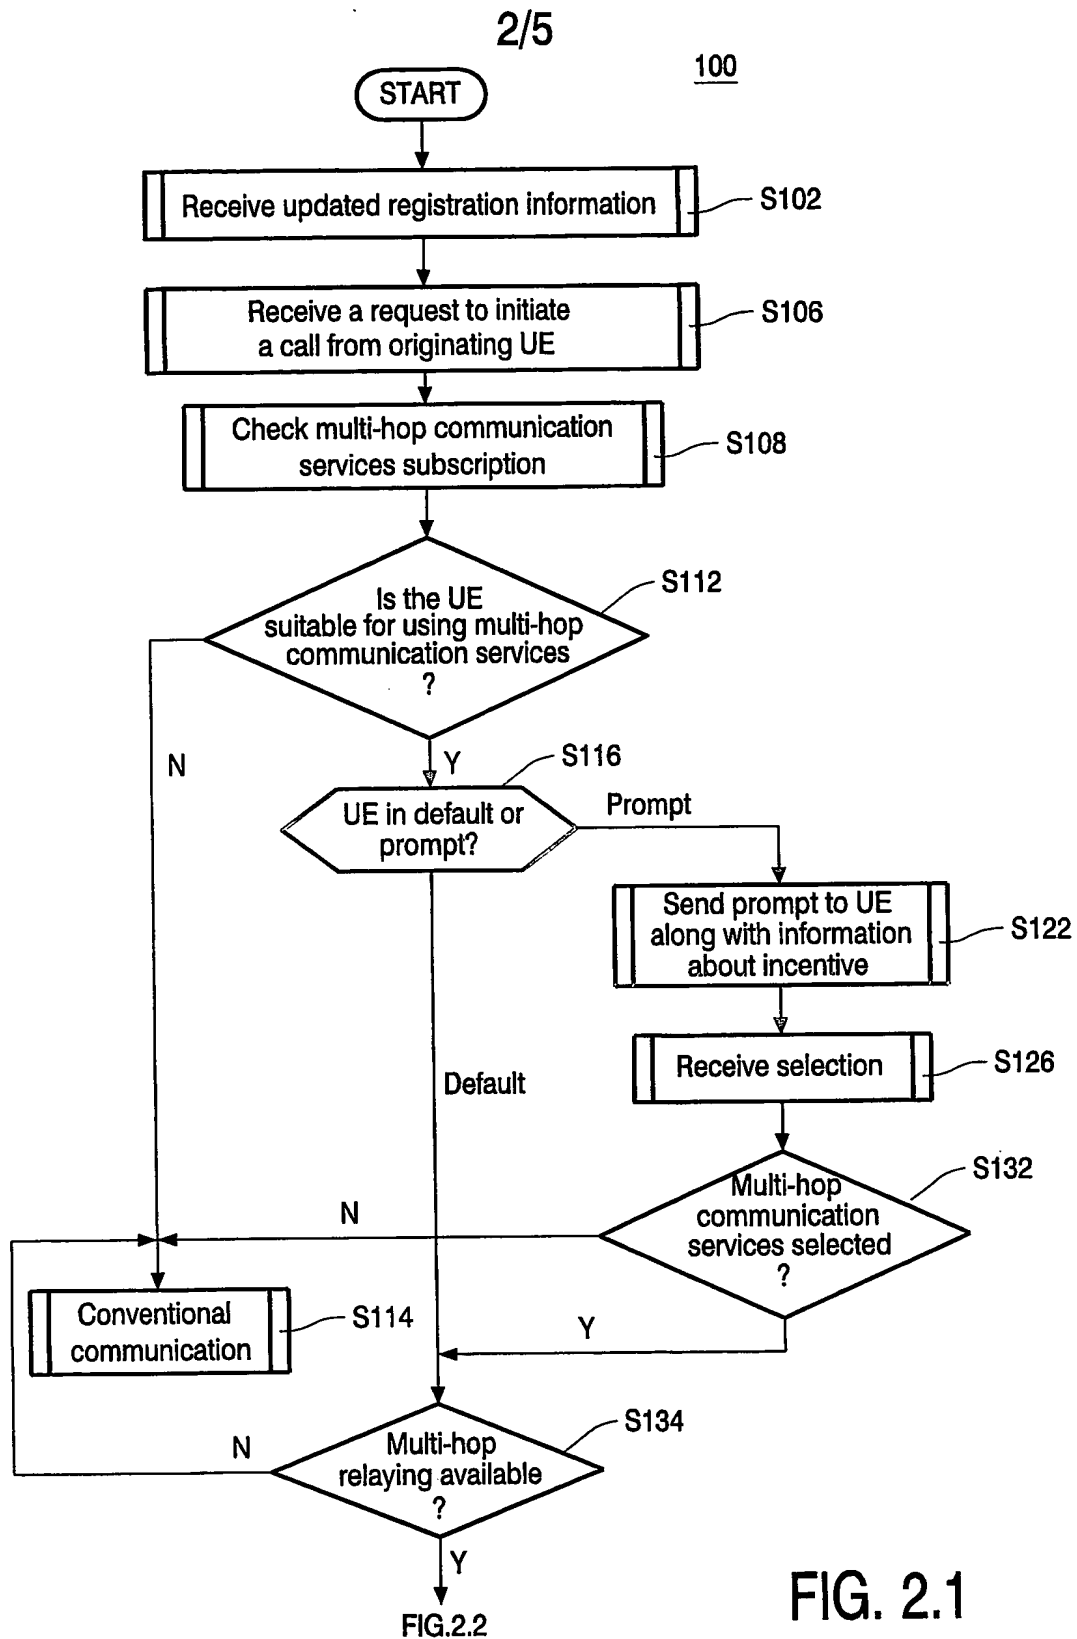 2/5
100
START
Receive updated registration information
S102
Receive a request to initiate
a call from originating UE
S106
Check multi-hop communication
services subscription
S108
Is the UE
suitable for using multi-hop
communication services
?
S112
N
Y
S116
UE in default or
prompt?
Prompt
Send prompt to UE
along with information
about incentive
S122
Receive selection
S126
Default
Multi-hop
communication
services selected
?
S132
N
Conventional
communication
S114
Y
Multi-hop
relaying available
?
S134
N
Y
FIG.2.2
FIG. 2.1